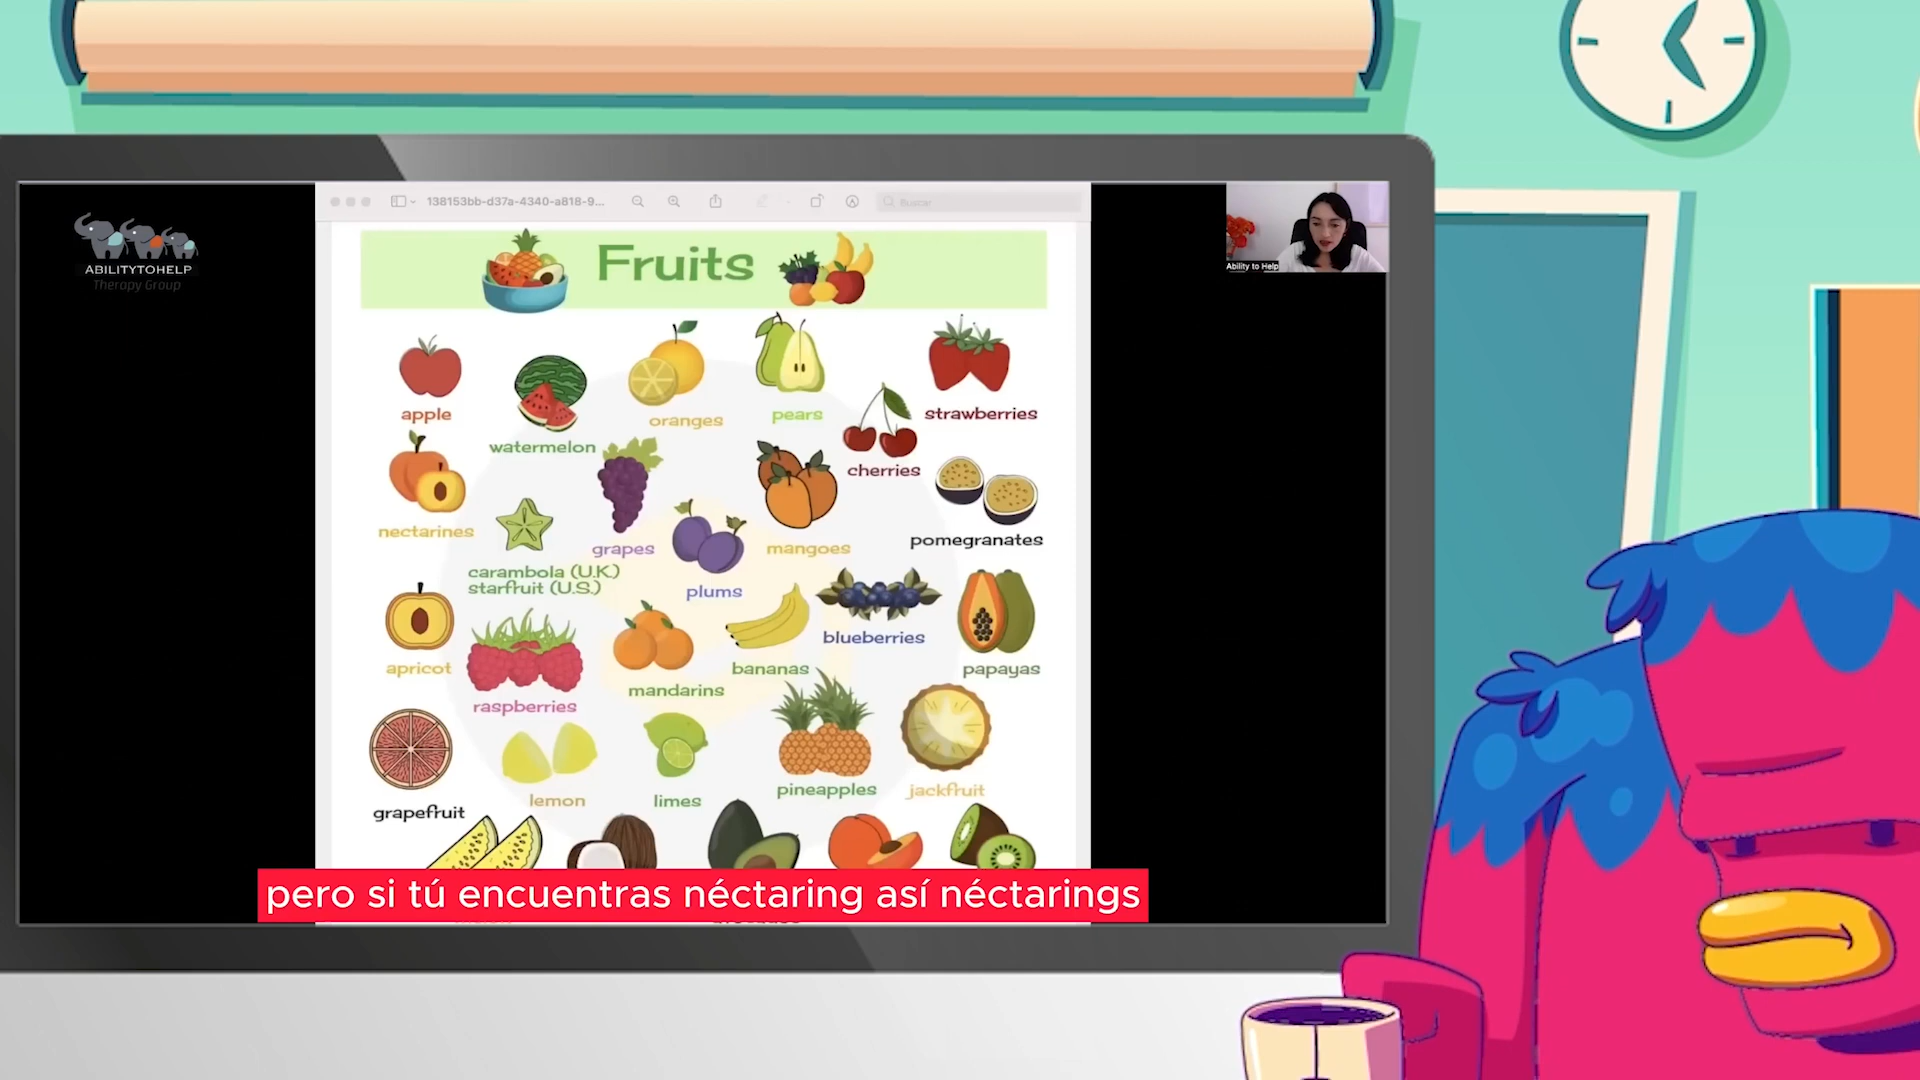 138153bb-d37a-4340-a818-9...
Buscar
ABILITYTOHELP
Therapy Group
Ability to Help
Fruits
apple
watermelon
oranges
pears
strawberries
cherries
nectarines
grapes
mangoes
pomegranates
carambola (U.K.)
starfruit (U.S.)
plums
blueberries
apricot
raspberries
mandarins
bananas
papayas
grapefruit
lemon
limes
pineapples
jackfruit
pero si tú encuentras néctaring así néctarings